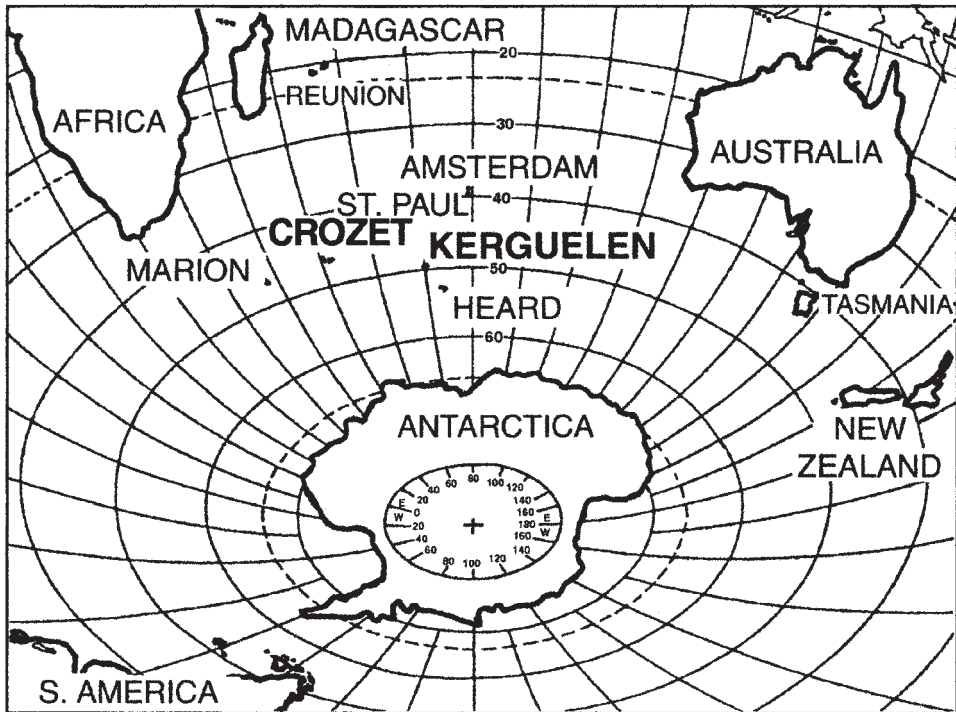 MADAGASCAR
20
REUNION
AFRICA
30
AUSTRALIA
AMSTERDAM
ST. PAUL
40
CROZET
KERGUELEN
MARION
50
HEARD
TASMANIA
60
ANTARCTICA
NEW
ZEALAND
60 80 100
40 120
20 140
E 0 160 E
W 180 W
20 160
40 140
60 120
80 100
S. AMERICA